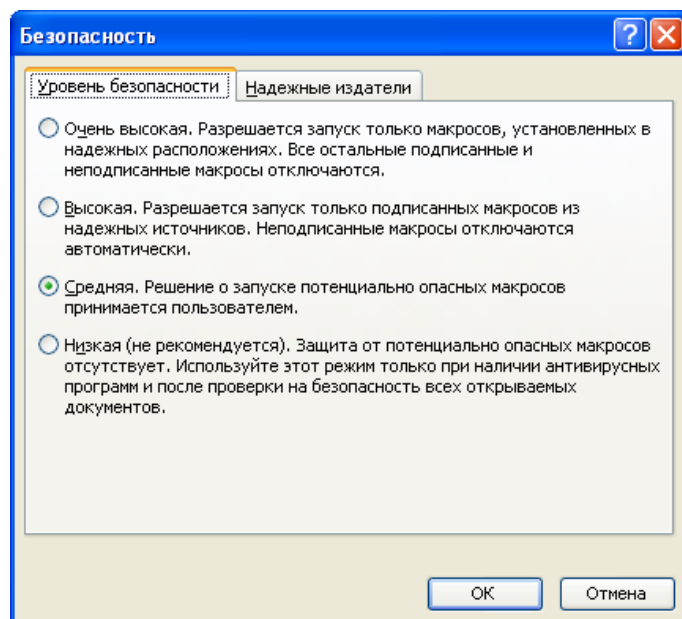 Безопасность
Уровень безопасности
Надежные издатели
Очень высокая. Разрешается запуск только макросов, установленных в
надежных расположениях. Все остальные подписанные и
неподписанные макросы отключаются.
Высокая. Разрешается запуск только подписанных макросов из
надежных источников. Неподписанные макросы отключаются
автоматически.
Средняя. Решение о запуске потенциально опасных макросов
принимается пользователем.
Низкая (не рекомендуется). Защита от потенциально опасных макросов
отсутствует. Используйте этот режим только при наличии антивирусных
программ и после проверки на безопасность всех открываемых
документов.
ОК
Отмена